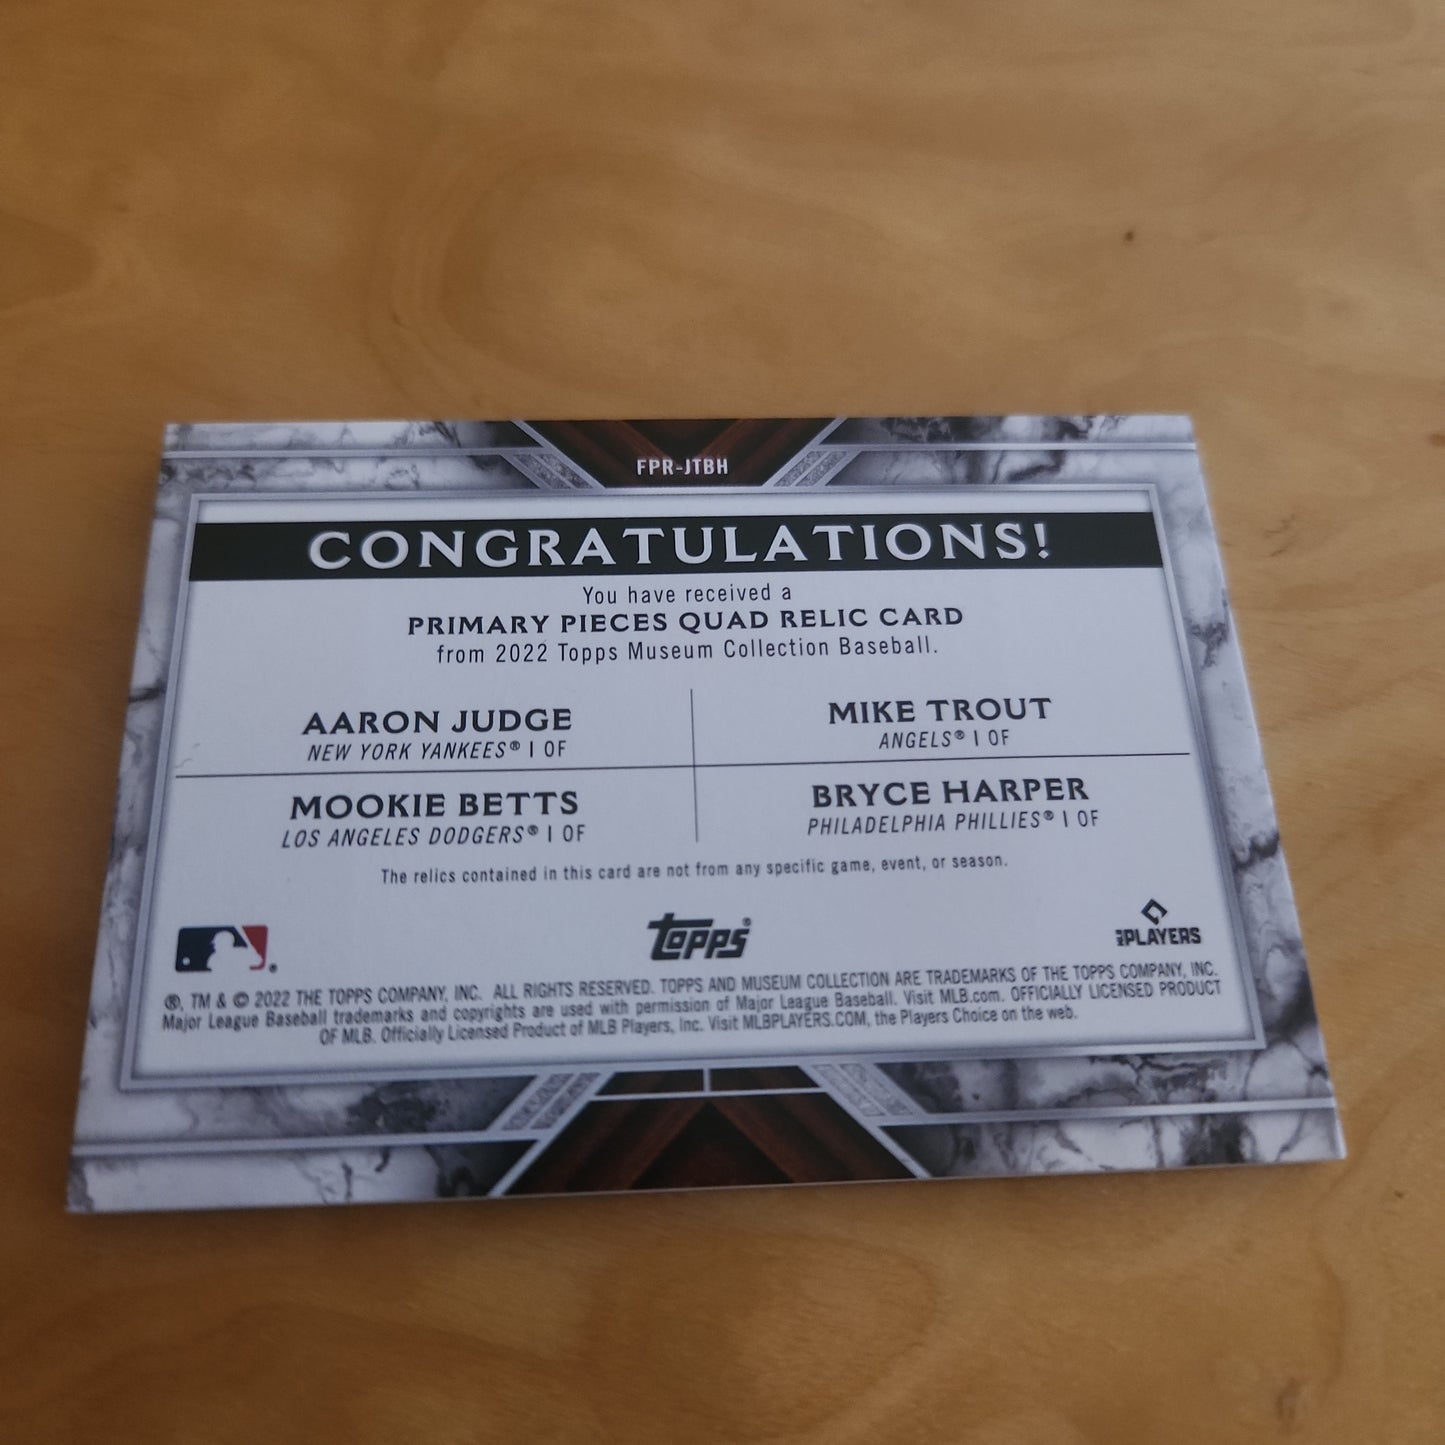 FPR-JTBH
CONGRATULATIONS!
You have received a
PRIMARY PIECES QUAD RELIC CARD
from 2022 Topps Museum Collection Baseball.
AARON JUDGE
NEW YORK YANKEES® | OF
MIKE TROUT
ANGELS® | OF
MOOKIE BETTS
LOS ANGELES DODGERS® | OF
BRYCE HARPER
PHILADELPHIA PHILLIES® | OF
The relics contained in this card are not from any specific game, event, or season.
®
topps®
MLB PLAYERS
®, TM & © 2022 THE TOPPS COMPANY, INC. ALL RIGHTS RESERVED. TOPPS AND MUSEUM COLLECTION ARE TRADEMARKS OF THE TOPPS COMPANY, INC.
Major League Baseball trademarks and copyrights are used with permission of Major League Baseball. Visit MLB.com. OFFICIALLY LICENSED PRODUCT
OF MLB. Officially Licensed Product of MLB Players, Inc. Visit MLBPLAYERS.COM, the Players Choice on the web.